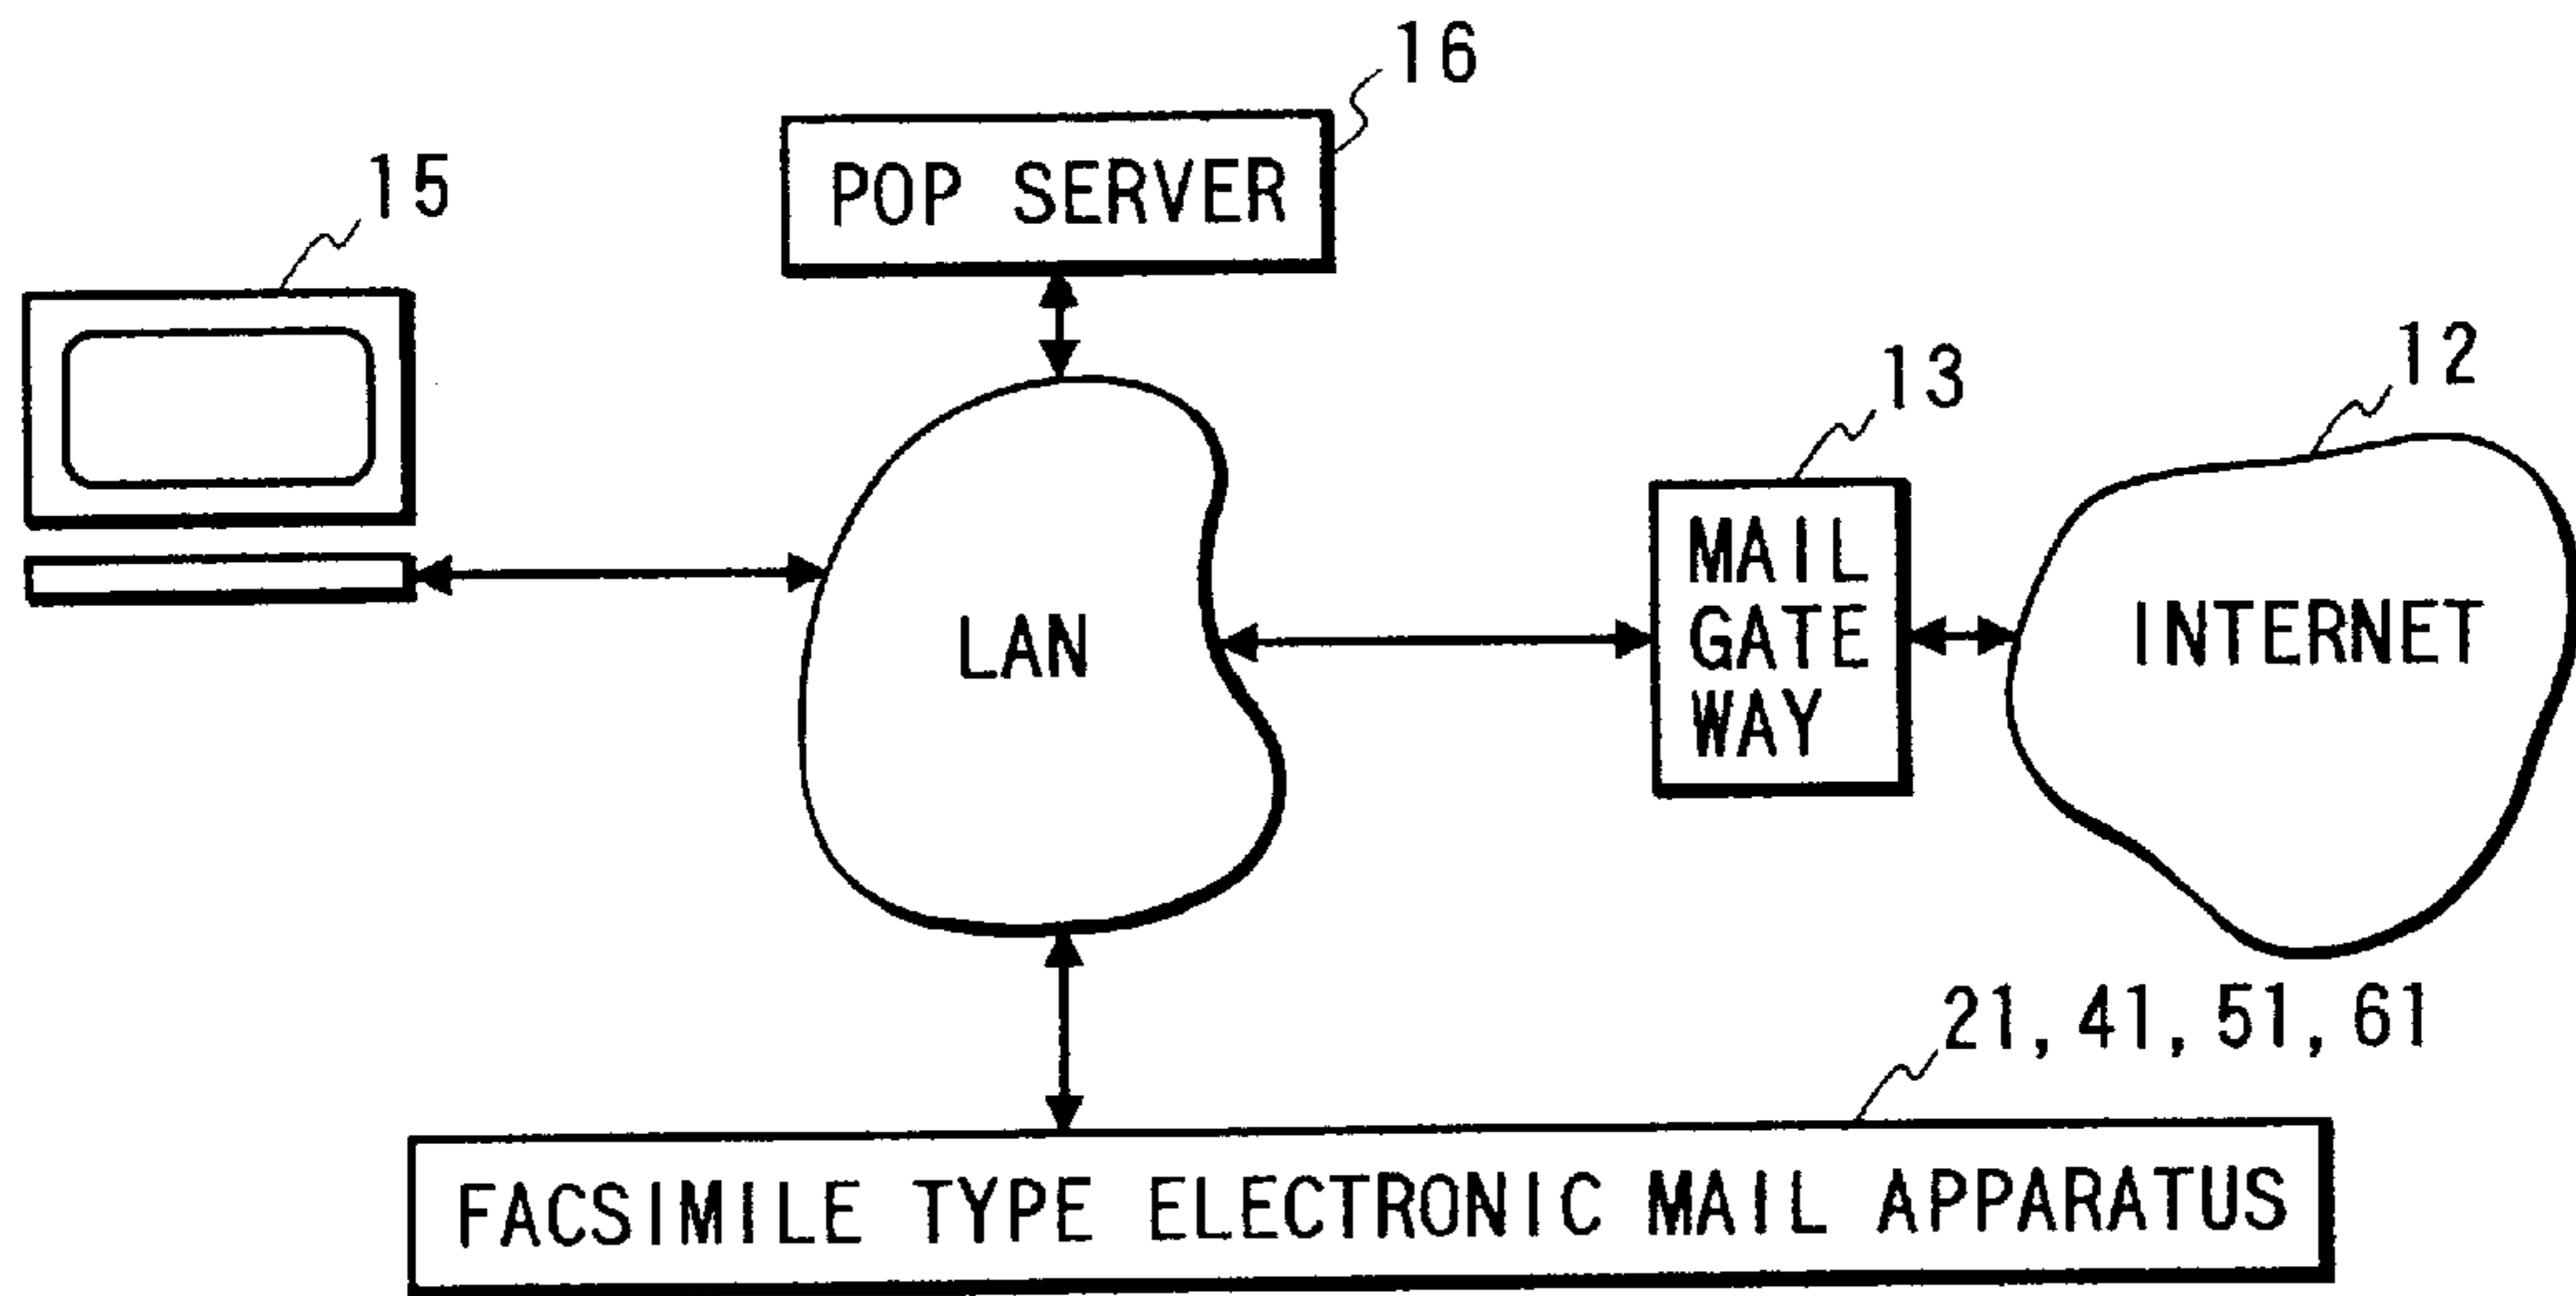 16
POP SERVER
15
13
12
MAIL
GATE
WAY
LAN
INTERNET
21, 41, 51, 61
FACSIMILE TYPE ELECTRONIC MAIL APPARATUS